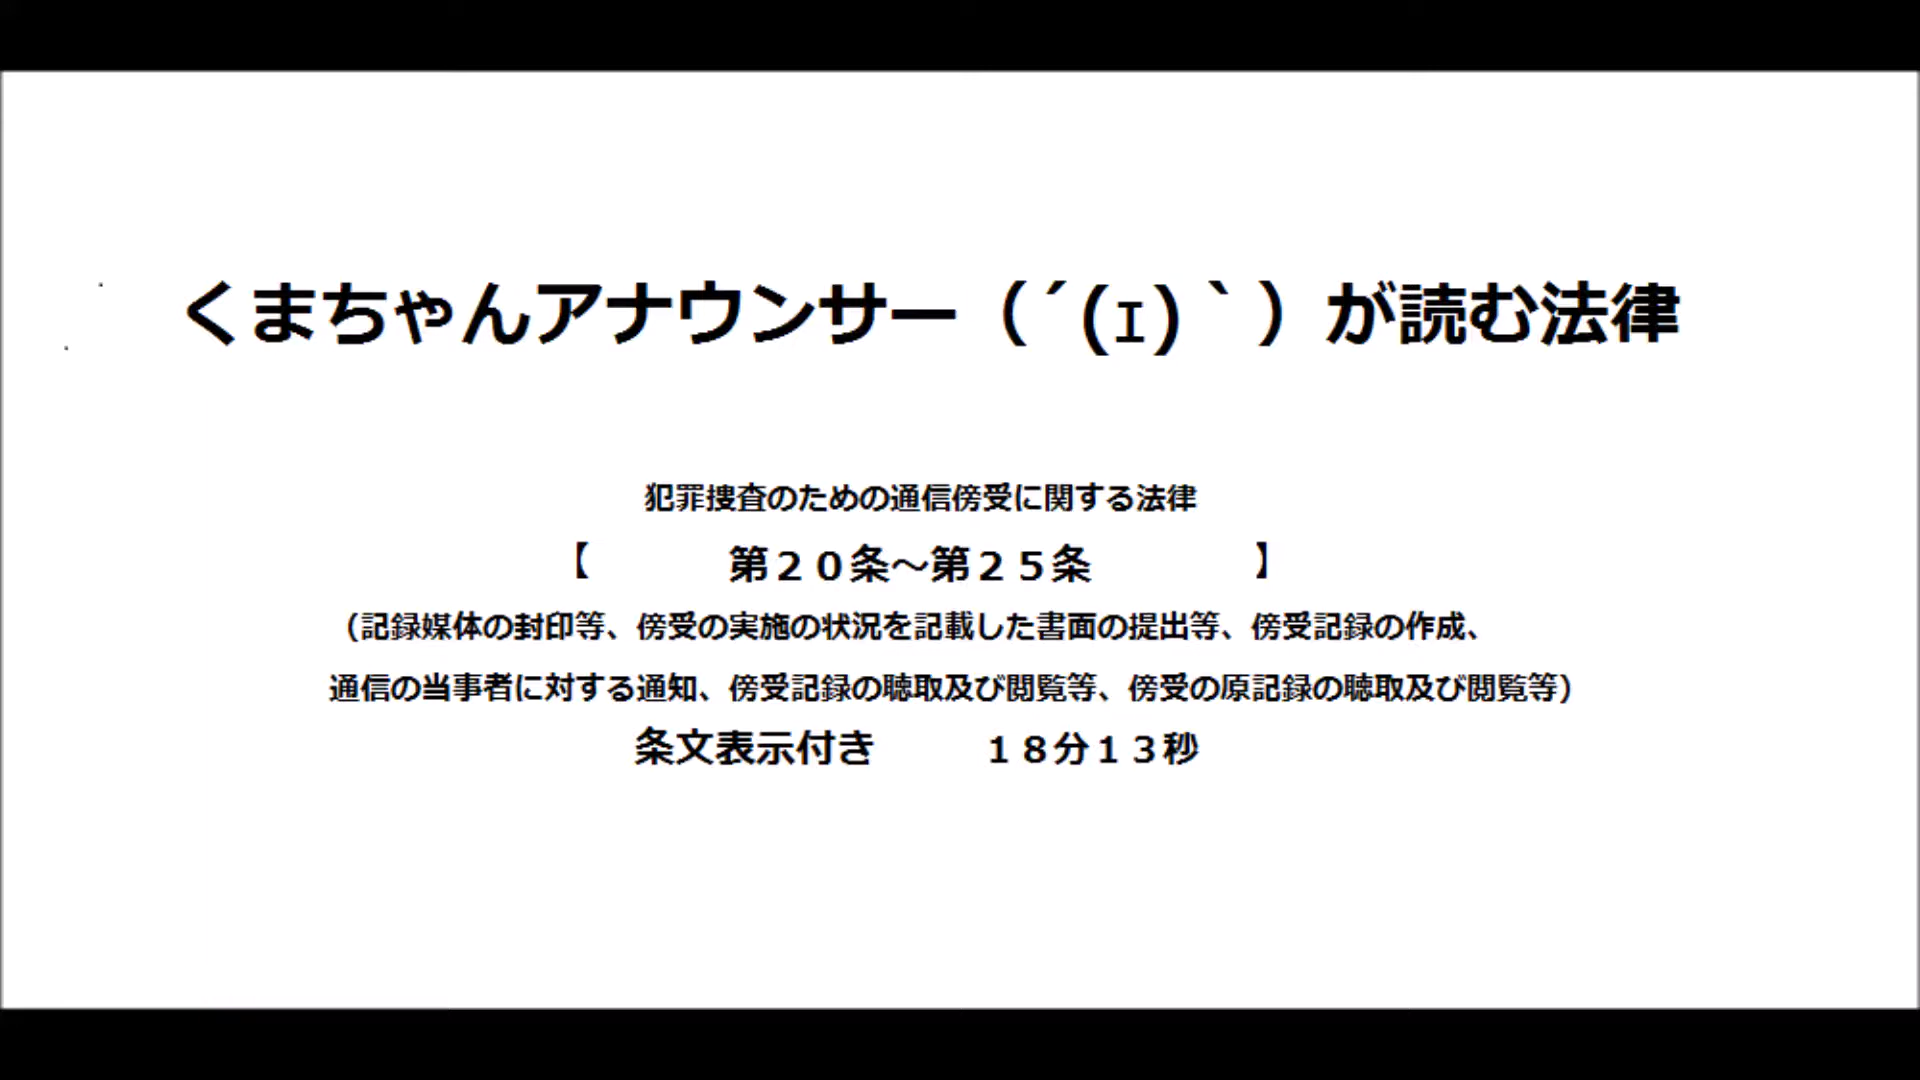 くまちゃんアナウンサー（´(ｪ)｀）が読む法律
犯罪捜査のための通信傍受に関する法律
【　第２０条～第２５条　】
（記録媒体の封印等、傍受の実施の状況を記載した書面の提出等、傍受記録の作成、
通信の当事者に対する通知、傍受記録の聴取及び閲覧等、傍受の原記録の聴取及び閲覧等）
条文表示付き　１８分１３秒